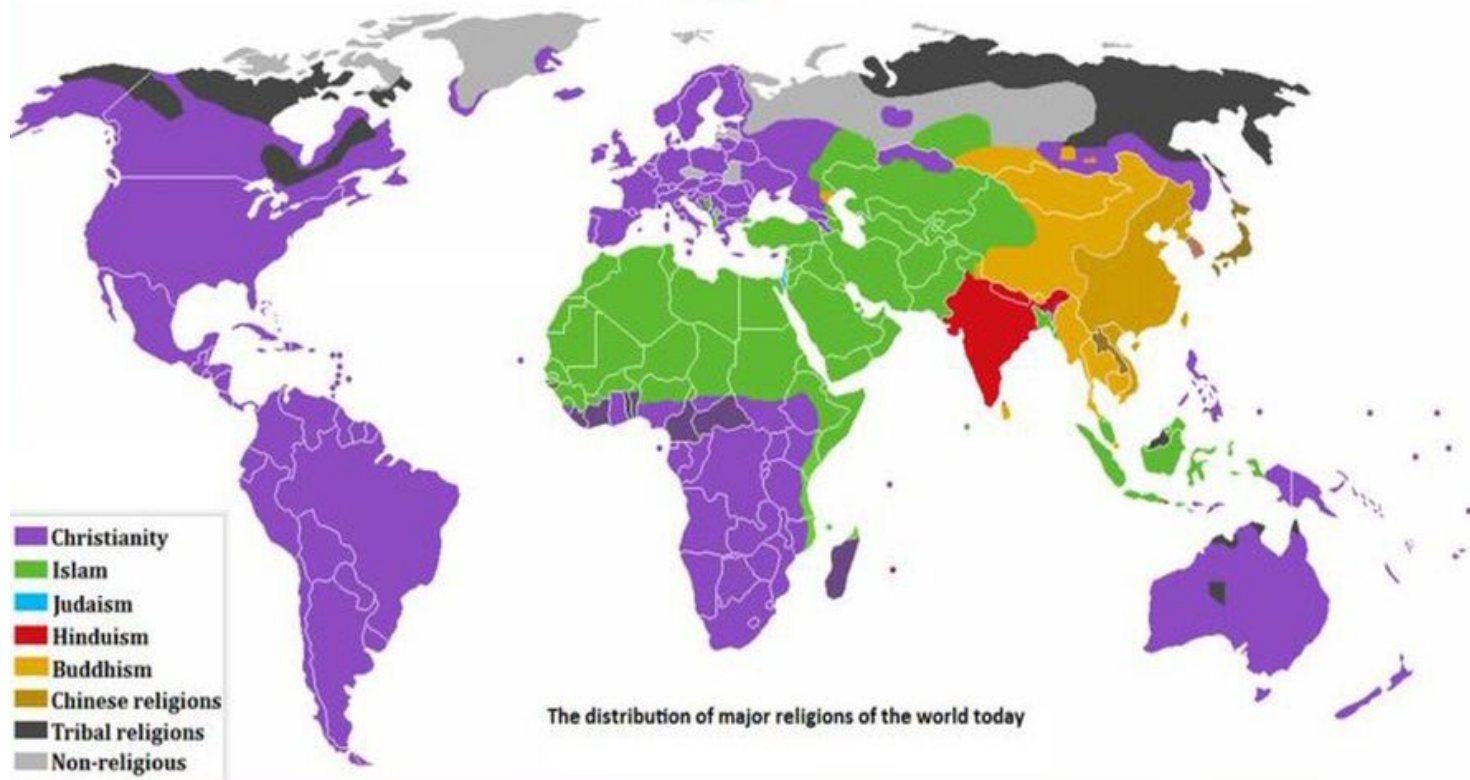 Christianity
Islam
Judaism
Hinduism
Buddhism
Chinese religions
Tribal religions
Non-religious
The distribution of major religions of the world today